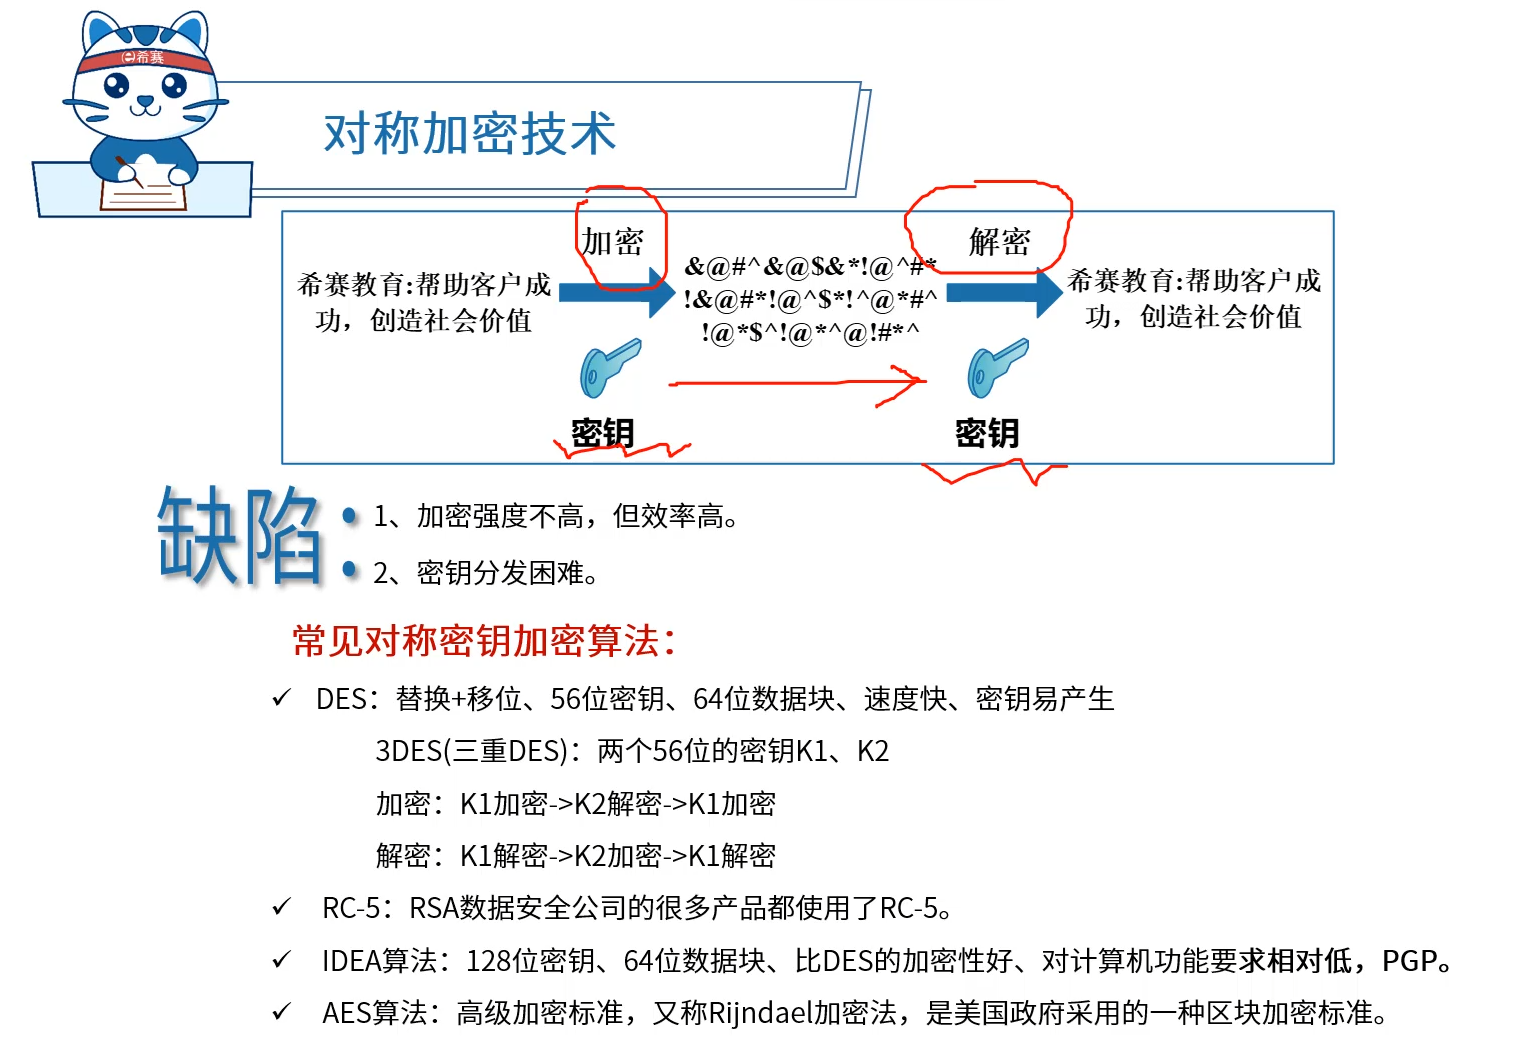 e希赛
对称加密技术
加密
解密
希赛教育:帮助客户成
功，创造社会价值
&@#^&@$&*!@^#*
!&@#*!@^$*!^@*#^
!@*$^!@*^@!#*^
希赛教育:帮助客户成
功，创造社会价值
密钥
密钥
缺陷：
1、加密强度不高，但效率高。
2、密钥分发困难。
常见对称密钥加密算法：
✓ DES：替换+移位、56位密钥、64位数据块、速度快、密钥易产生
3DES(三重DES)：两个56位的密钥K1、K2
加密：K1加密->K2解密->K1加密
解密：K1解密->K2加密->K1解密
✓ RC-5：RSA数据安全公司的很多产品都使用了RC-5。
✓ IDEA算法：128位密钥、64位数据块、比DES的加密性好、对计算机功能要求相对低，PGP。
✓ AES算法：高级加密标准，又称Rijndael加密法，是美国政府采用的一种区块加密标准。